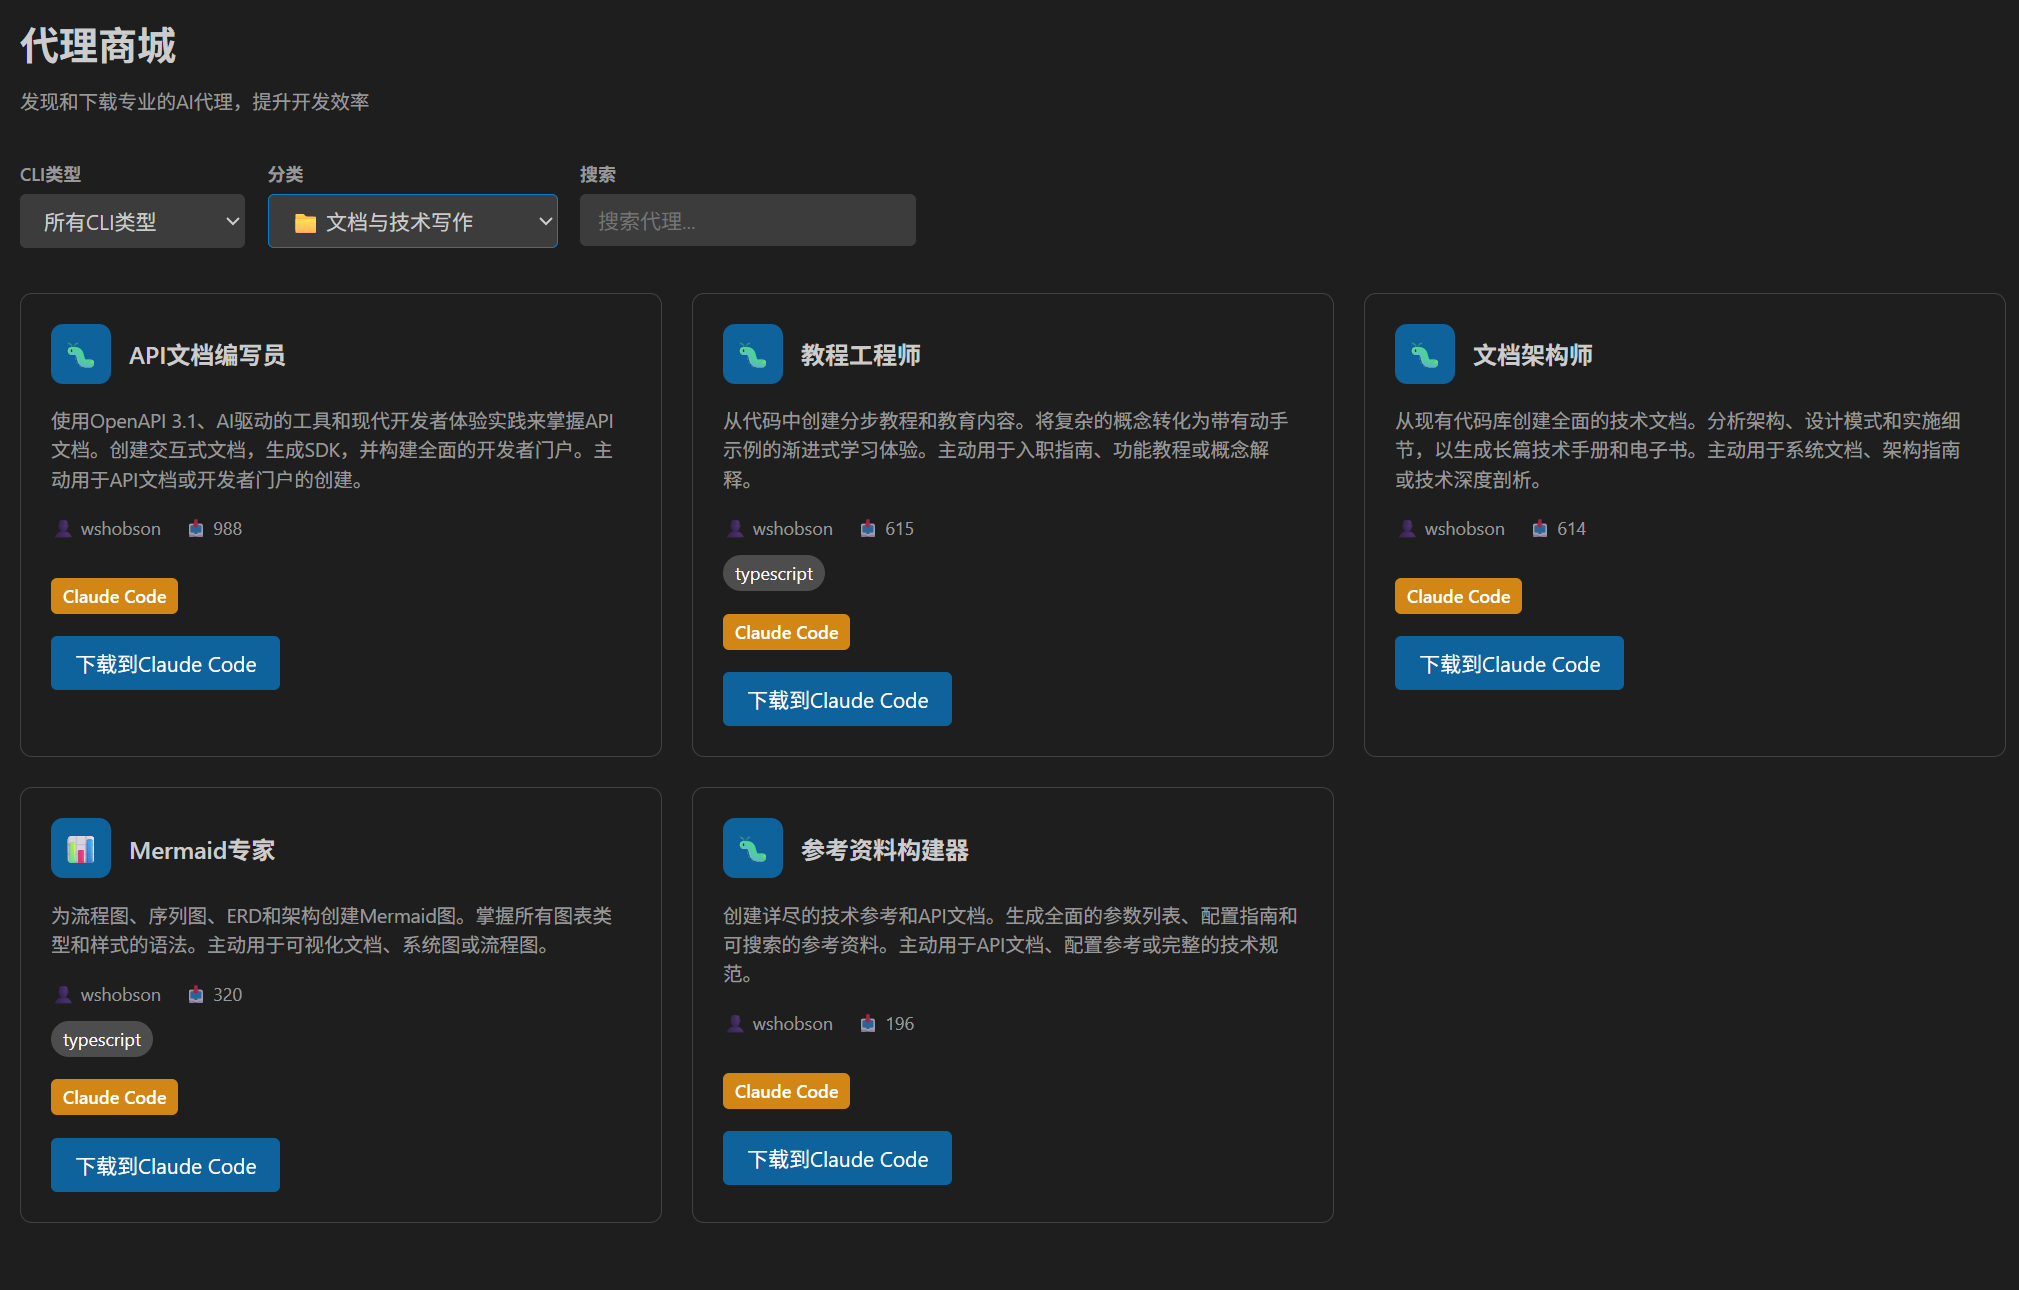 代理商城
发现和下载专业的AI代理，提升开发效率
CLI类型
分类
搜索
所有CLI类型
文档与技术写作
搜索代理...
API文档编写员
使用OpenAPI 3.1、AI驱动的工具和现代开发者体验实践来掌握API
文档。创建交互式文档，生成SDK，并构建全面的开发者门户。主
动用于API文档或开发者门户的创建。
wshobson 988
Claude Code
下载到Claude Code
教程工程师
从代码中创建分步教程和教育内容。将复杂的概念转化为带有动手
示例的渐进式学习体验。主动用于入职指南、功能教程或概念解
释。
wshobson 615
typescript
Claude Code
下载到Claude Code
文档架构师
从现有代码库创建全面的技术文档。分析架构、设计模式和实施细
节，以生成长篇技术手册和电子书。主动用于系统文档、架构指南
或技术深度剖析。
wshobson 614
Claude Code
下载到Claude Code
Mermaid专家
为流程图、序列图、ERD和架构创建Mermaid图。掌握所有图表类
型和样式的语法。主动用于可视化文档、系统图或流程图。
wshobson 320
typescript
Claude Code
下载到Claude Code
参考资料构建器
创建详尽的技术参考和API文档。生成全面的参数列表、配置指南和
可搜索的参考资料。主动用于API文档、配置参考或完整的技术规
范。
wshobson 196
Claude Code
下载到Claude Code